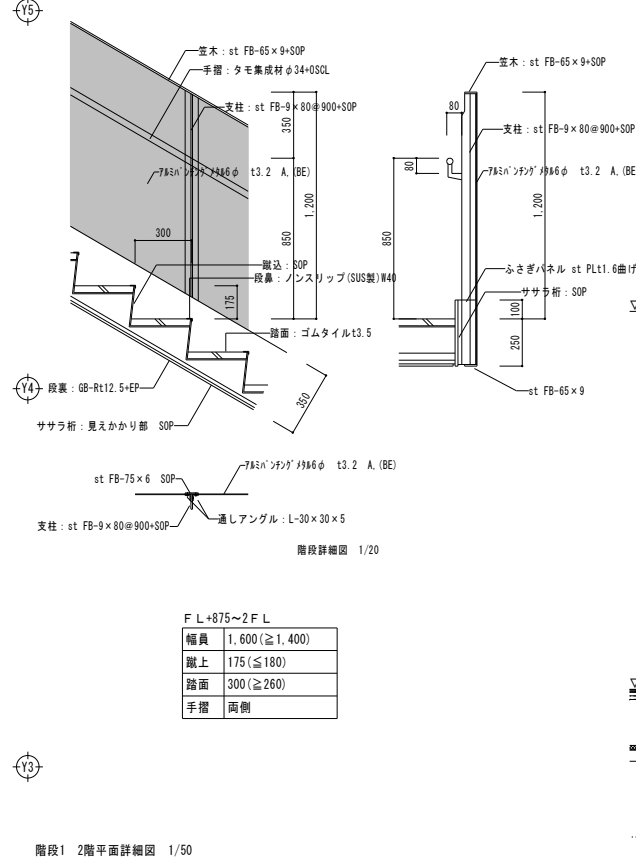 Y5
笠木：st FB-65×9+SOP
手摺：タモ集成材φ34+OSCL
支柱：st FB-9×80@900+SOP
350
アルミパンチングメタル6φ t3.2 A,(BE)
1,200
850
300
蹴込：SOP
段鼻：ノンスリップ(SUS製)W40
175
踏面：ゴムタイルt3.5
Y4
段裏：GB-Rt12.5+EP
350
ササラ桁：見えかかり部 SOP
笠木：st FB-65×9+SOP
80
支柱：st FB-9×80@900+SOP
80
アルミパンチングメタル6φ t3.2 A,(BE
1,200
850
ふさぎパネル st PLt1.6曲げ
ササラ桁：SOP
100
250
st FB-65×9
アルミパンチングメタル6φ t3.2 A,(BE)
st FB-75×6 SOP
支柱：st FB-9×80@900+SOP
通しアングル：L-30×30×5
階段詳細図 1/20
ＦＬ+875～2ＦＬ
幅員 1,600(≧1,400)
蹴上 175(≦180)
踏面 300(≧260)
手摺 両側
Y3
階段1 2階平面詳細図 1/50